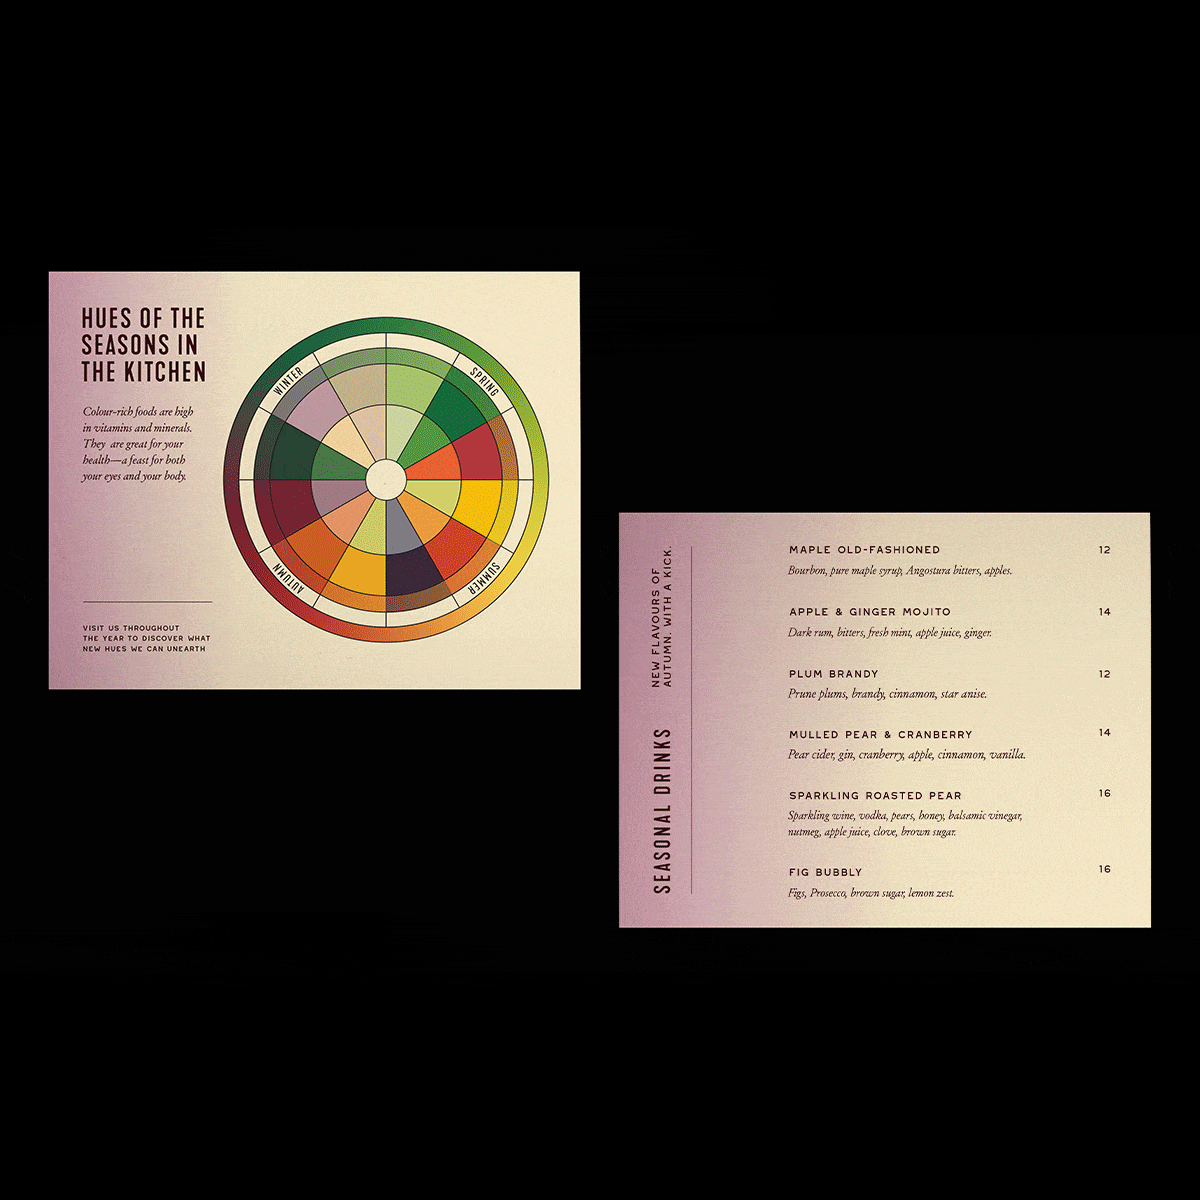 HUES OF THE
SEASONS IN
THE KITCHEN
Colour-rich foods are high
in vitamins and minerals.
They are great for your
health—a feast for both
your eyes and your body.
VISIT US THROUGHOUT
THE YEAR TO DISCOVER WHAT
NEW HUES WE CAN UNEARTH
WINTER
SPRING
SUMMER
AUTUMN
SEASONAL DRINKS
NEW FLAVOURS OF
AUTUMN. WITH A KICK.
MAPLE OLD-FASHIONED 12
Bourbon, pure maple syrup, Angostura bitters, apples.
APPLE & GINGER MOJITO 14
Dark rum, bitters, fresh mint, apple juice, ginger.
PLUM BRANDY 12
Prune plums, brandy, cinnamon, star anise.
MULLED PEAR & CRANBERRY 14
Pear cider, gin, cranberry, apple, cinnamon, vanilla.
SPARKLING ROASTED PEAR 16
Sparkling wine, vodka, pears, honey, balsamic vinegar,
nutmeg, apple juice, clove, brown sugar.
FIG BUBBLY 16
Figs, Prosecco, brown sugar, lemon zest.